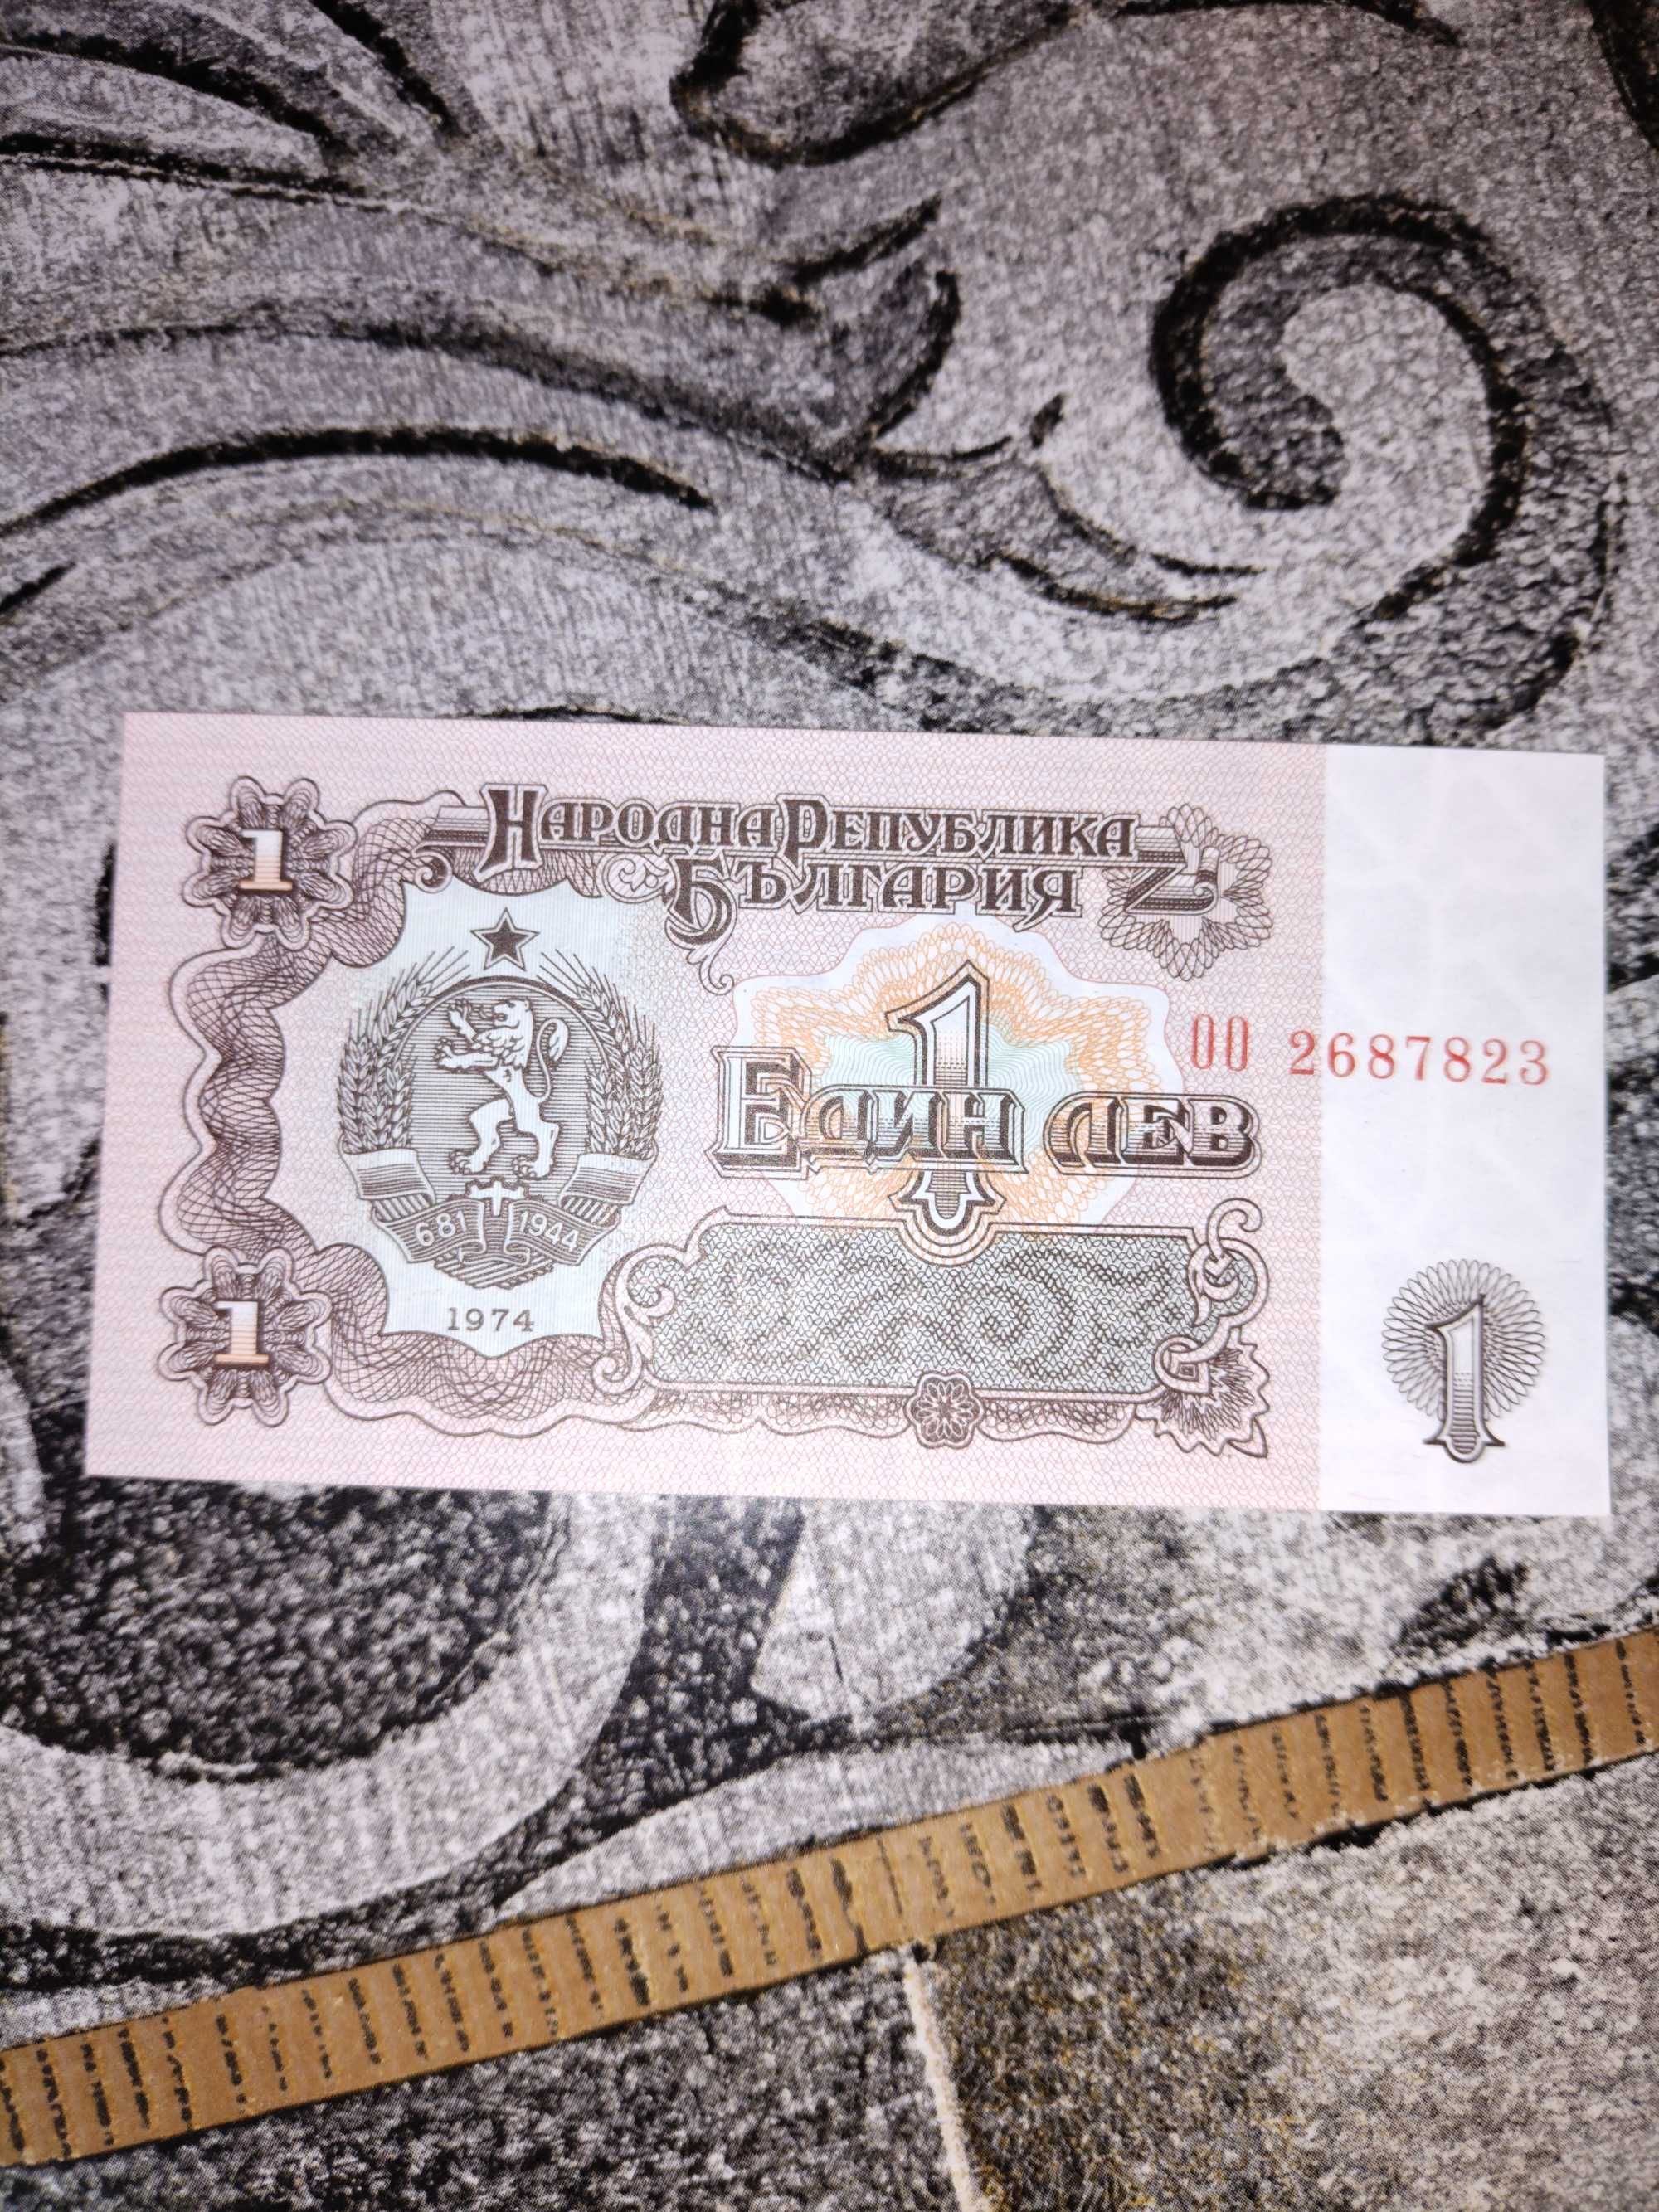 1
НАРОДНА РЕПУБЛИКА
БЪЛГАРИЯ
1
ЕДИН ЛЕВ
ОО 2687823
681 1944
1974
1
1